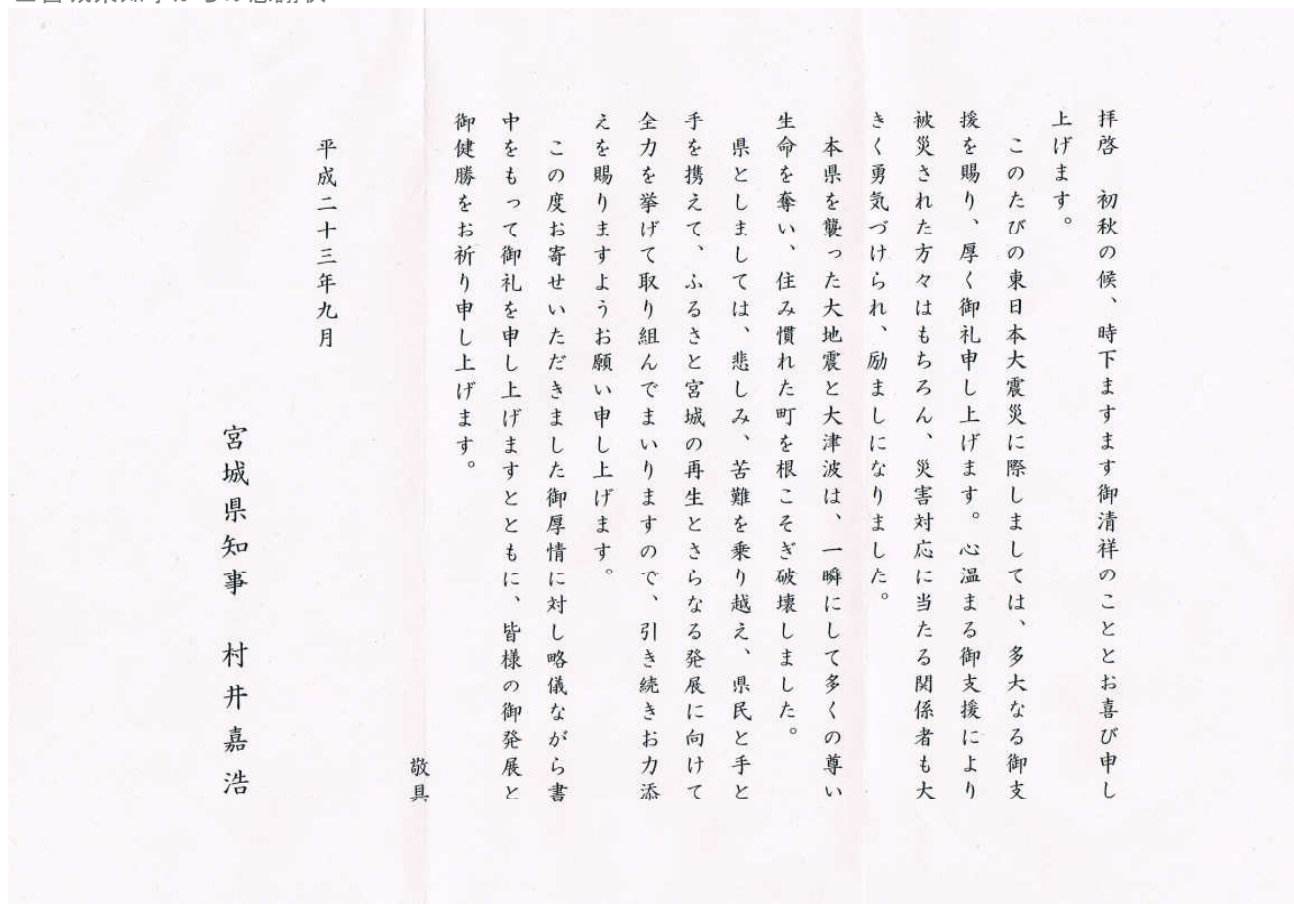 拝啓　初秋の候、時下ますます御清祥のこととお喜び申し
上げます。
このたびの東日本大震災に際しましては、多大なる御支
援を賜り、厚く御礼申し上げます。心温まる御支援により
被災された方々はもちろん、災害対応に当たる関係者も大
きく勇気づけられ、励ましになりました。
本県を襲った大地震と大津波は、一瞬にして多くの尊い
生命を奪い、住み慣れた町を根こそぎ破壊しました。
県としましては、悲しみ、苦難を乗り越え、県民と手と
手を携えて、ふるさと宮城の再生とさらなる発展に向けて
全力を挙げて取り組んでまいりますので、引き続きお力添
えを賜りますようお願い申し上げます。
この度お寄せいただきました御厚情に対し略儀ながら書
中をもって御礼を申し上げますとともに、皆様の御発展と
御健勝をお祈り申し上げます。
敬具
平成二十三年九月
宮城県知事　村井嘉浩